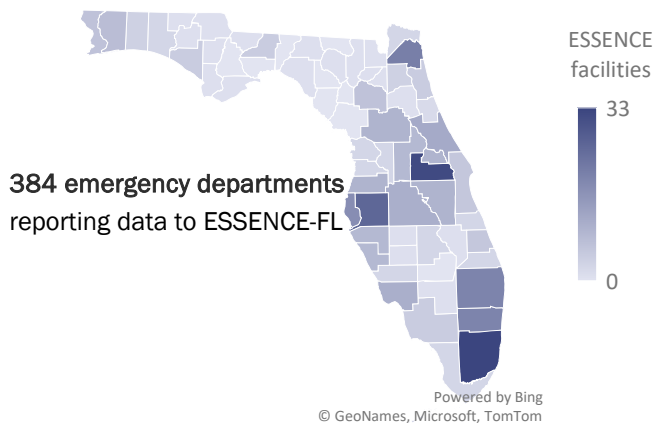 ESSENCE
facilities
33
0
384 emergency departments
reporting data to ESSENCE-FL
Powered by Bing
© GeoNames, Microsoft, TomTom